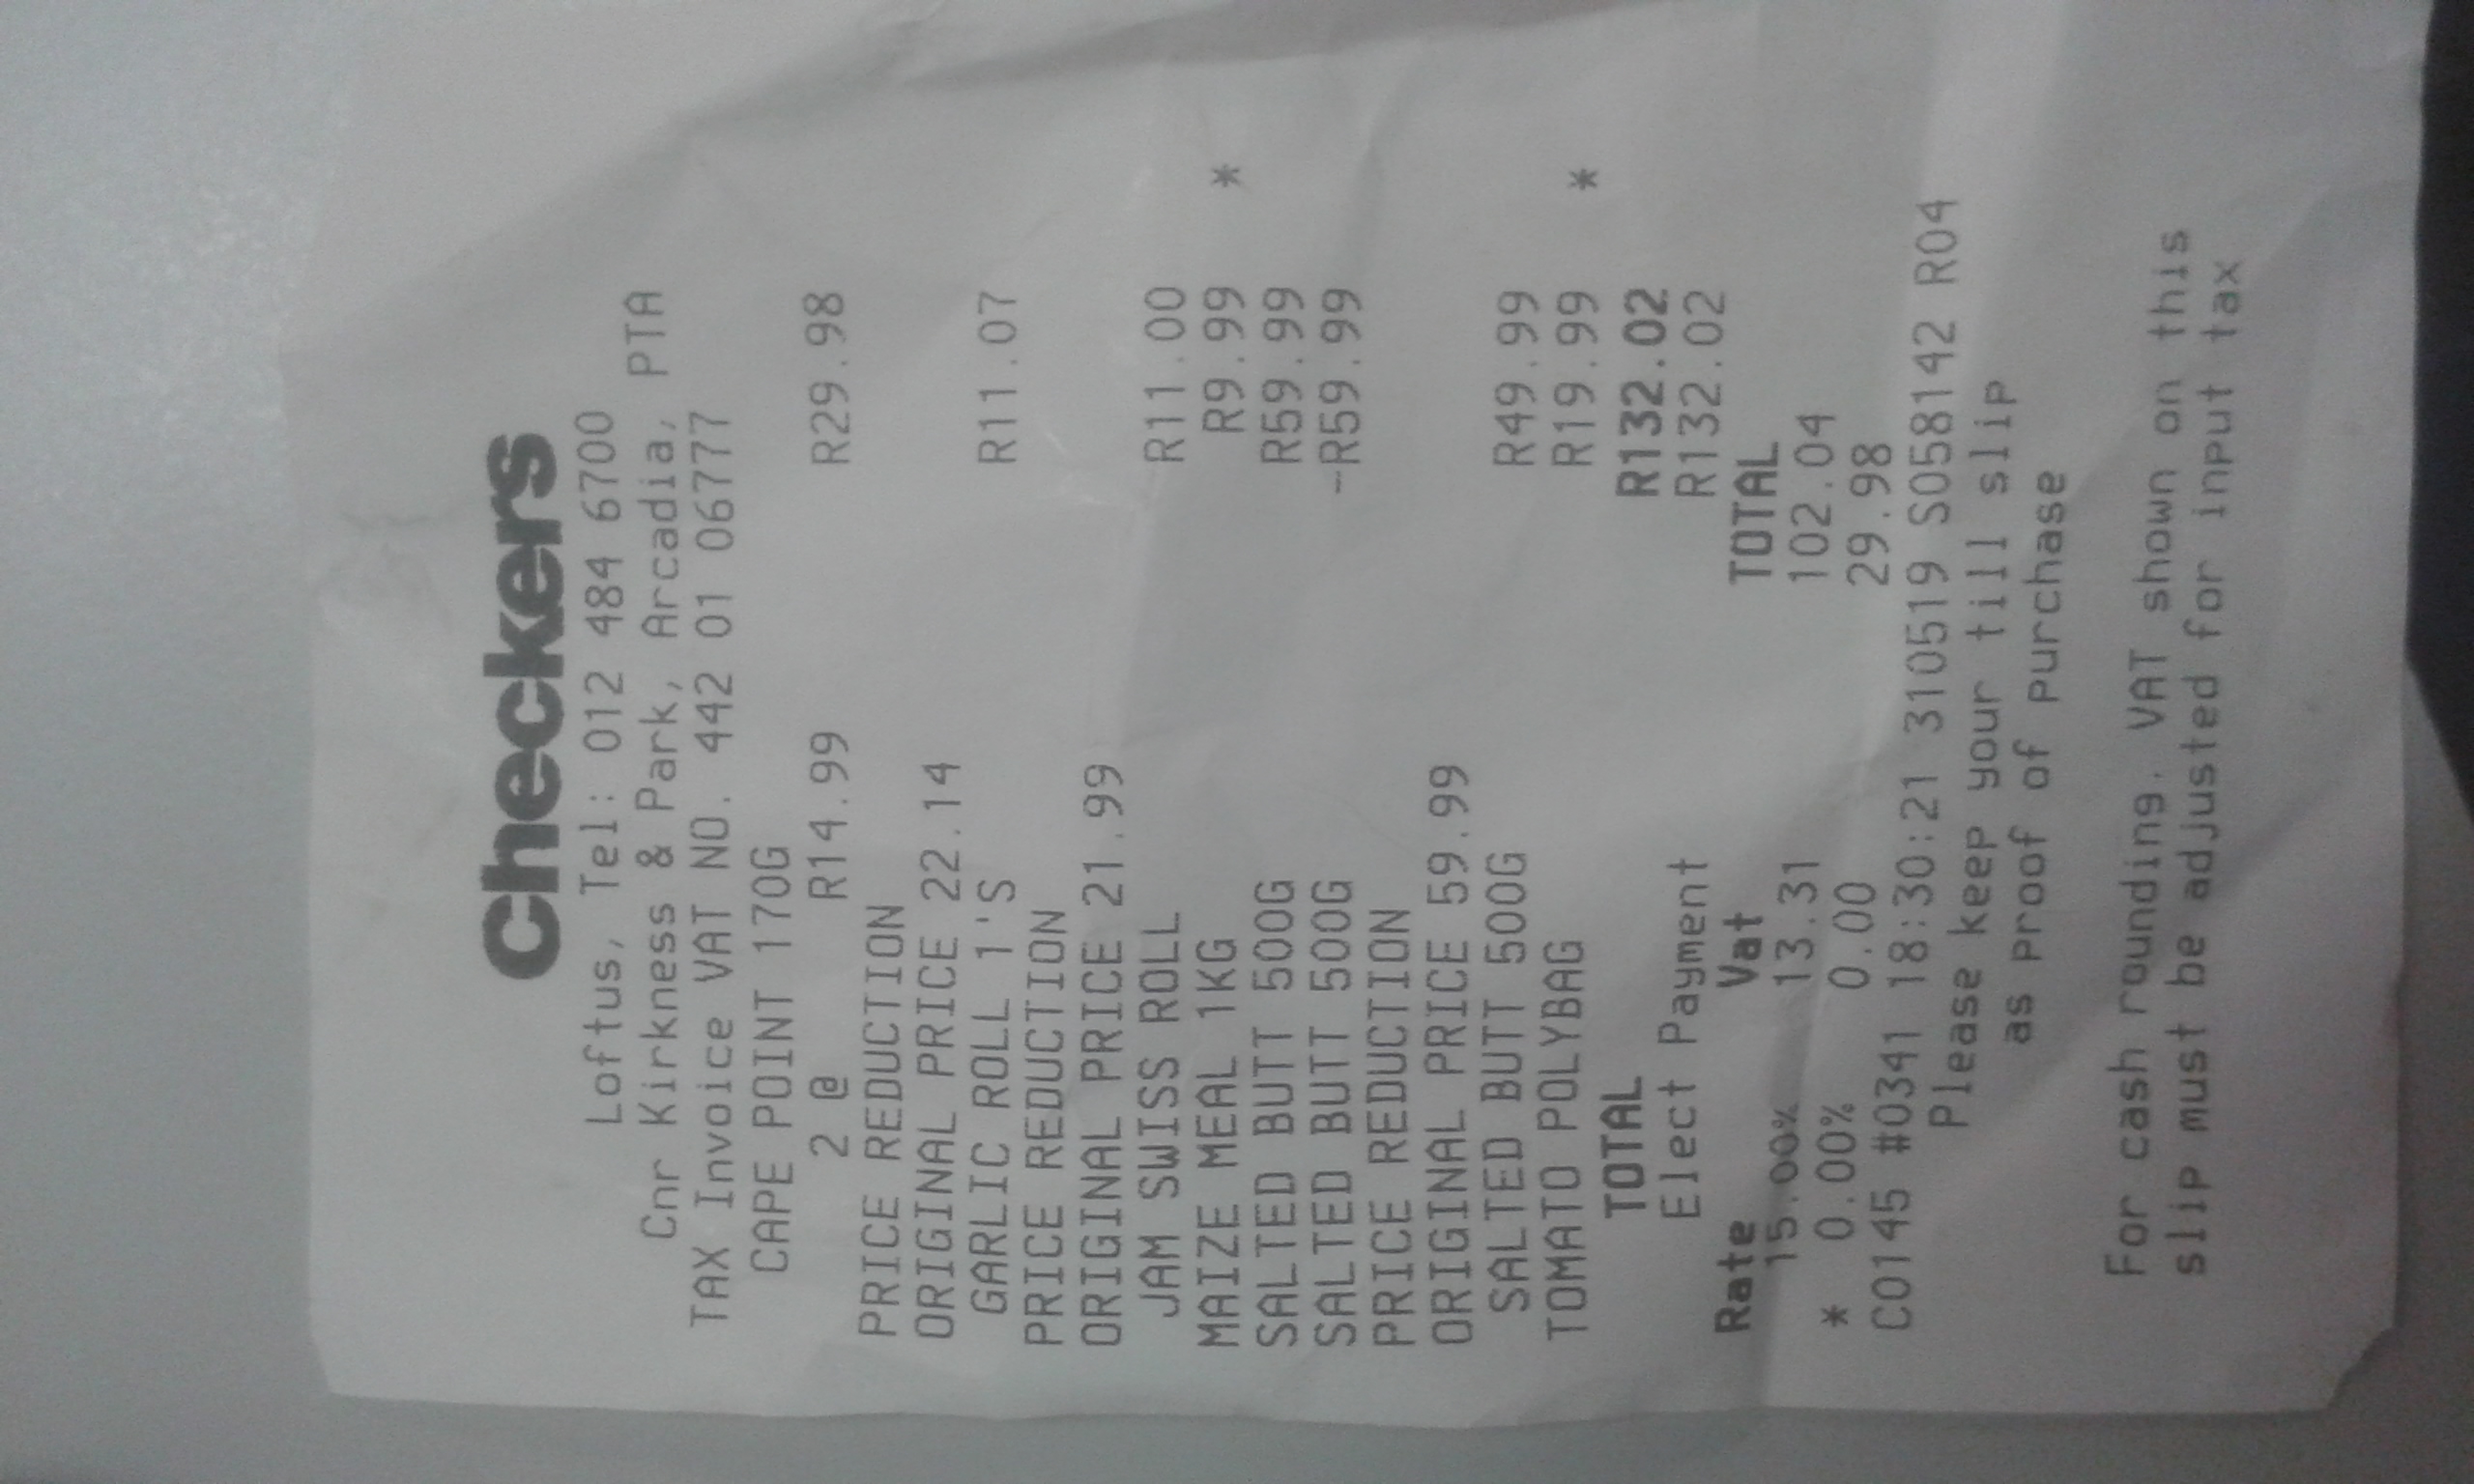 Checkers
Loftus, Tel: 012 484 6700
Cnr Kirkness & Park, Arcadia, PTA
TAX Invoice VAT NO. 442 01 06777
CAPE POINT 170G
2 @ R14.99 R29.98
PRICE REDUCTION
ORIGINAL PRICE 22.14
GARLIC ROLL 1'S R11.07
PRICE REDUCTION
ORIGINAL PRICE 21.99
JAM SWISS ROLL R11.00
MAIZE MEAL 1KG R9.99 *
SALTED BUTT 500G R59.99
SALTED BUTT 500G -R59.99
PRICE REDUCTION
ORIGINAL PRICE 59.99
SALTED BUTT 500G R49.99
TOMATO POLYBAG R19.99 *
TOTAL R132.02
Elect Payment R132.02
Rate Vat TOTAL
15.00% 13.31 102.04
* 0.00% 0.00 29.98
C0145 #0341 18:30:21 310519 S058142 R04
Please keep your till slip
as proof of purchase
For cash rounding, VAT shown on this
slip must be adjusted for input tax